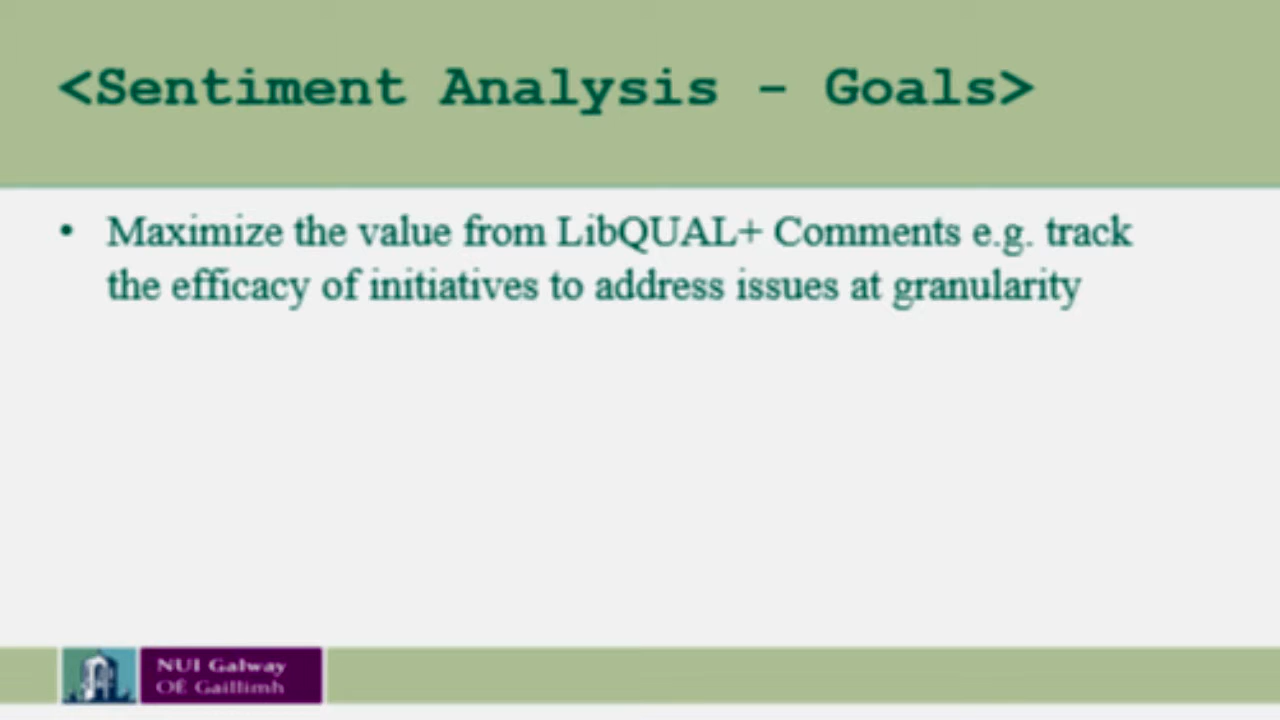 <Sentiment Analysis - Goals>
• Maximize the value from LibQUAL+ Comments e.g. track
the efficacy of initiatives to address issues at granularity
NUI Galway
OÉ Gaillimh